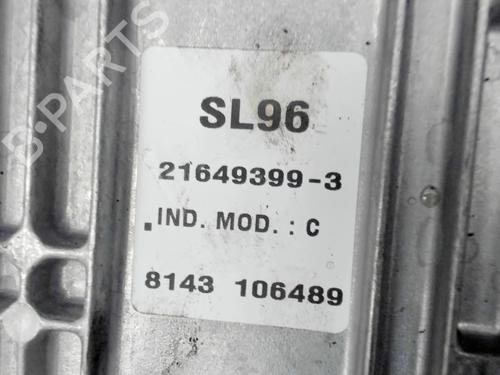 SL96
21649399-3
IND. MOD. : C
8143 106489
B-PARTS